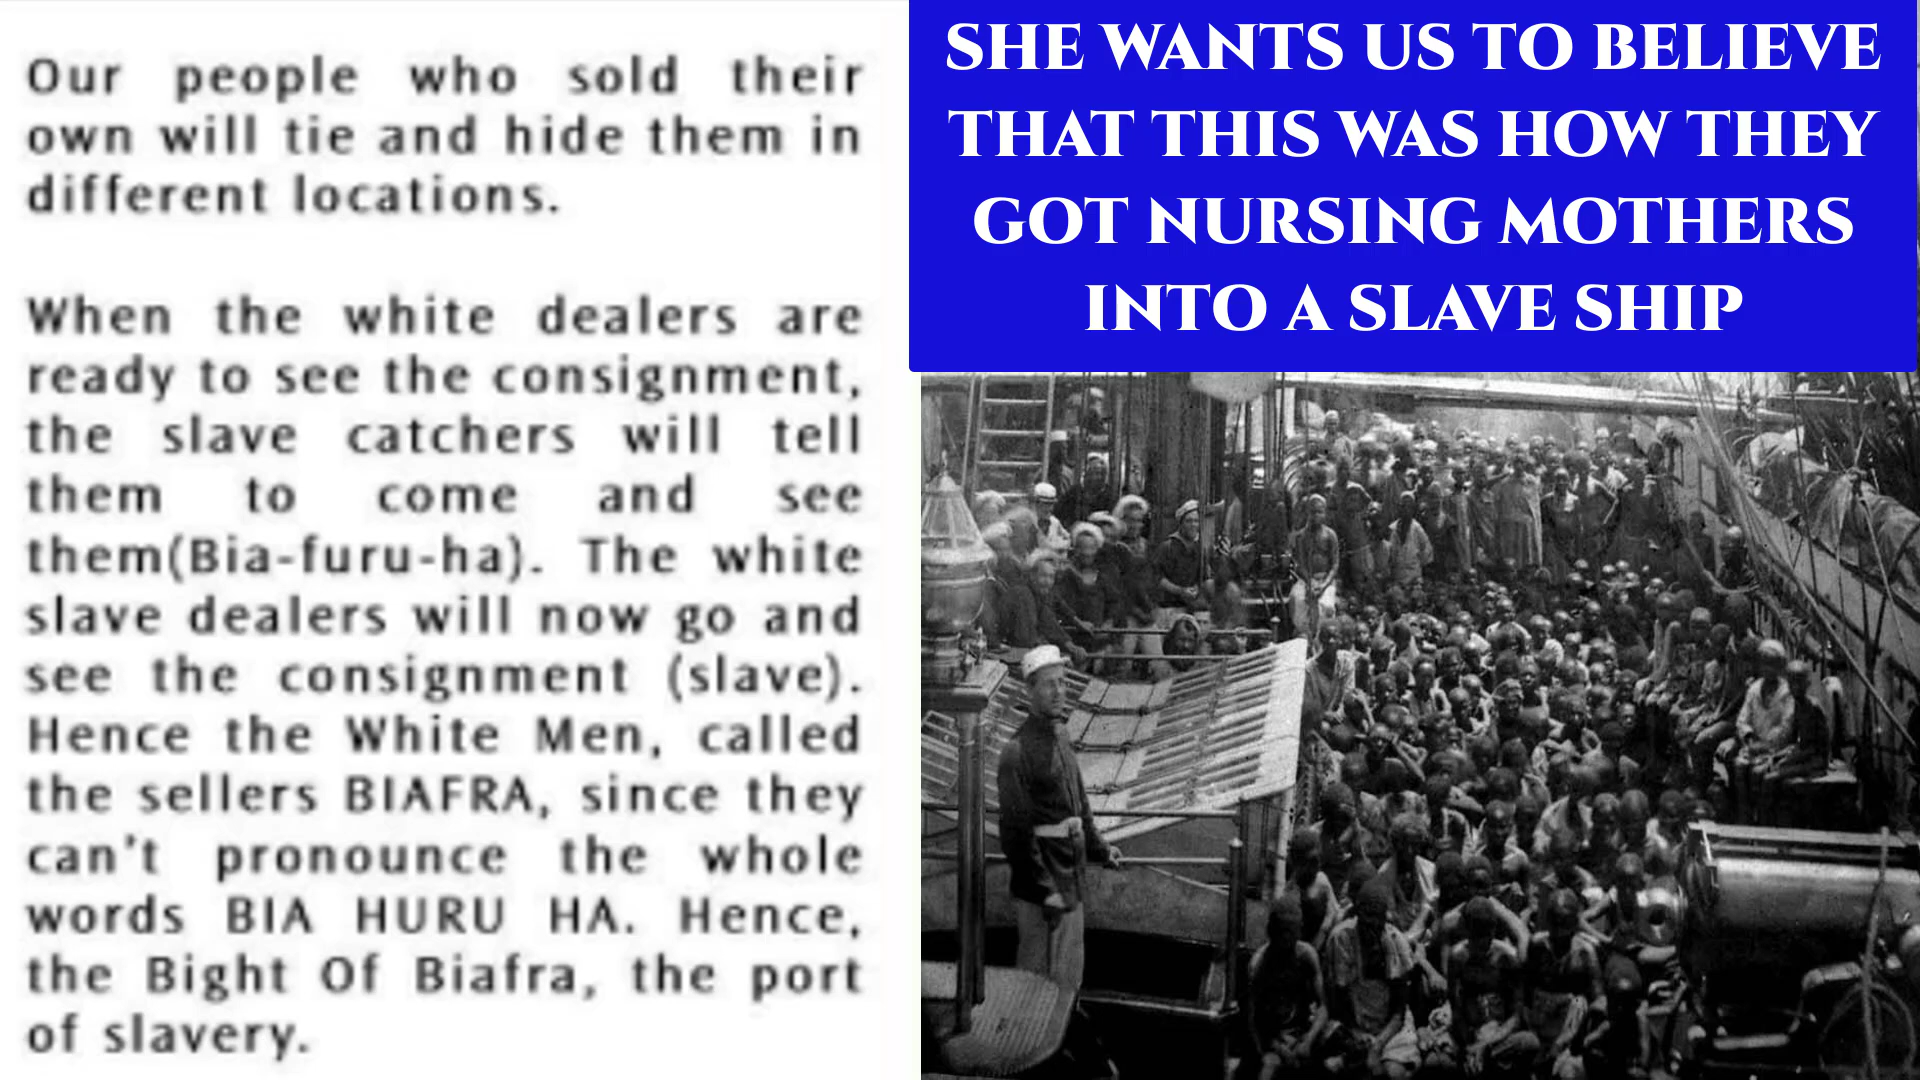 Our people who sold their
own will tie and hide them in
different locations.
When the white dealers are
ready to see the consignment,
the slave catchers will tell
them to come and see
them(Bia-furu-ha). The white
slave dealers will now go and
see the consignment (slave).
Hence the White Men, called
the sellers BIAFRA, since they
can't pronounce the whole
words BIA HURU HA. Hence,
the Bight Of Biafra, the port
of slavery.
SHE WANTS US TO BELIEVE
THAT THIS WAS HOW THEY
GOT NURSING MOTHERS
INTO A SLAVE SHIP